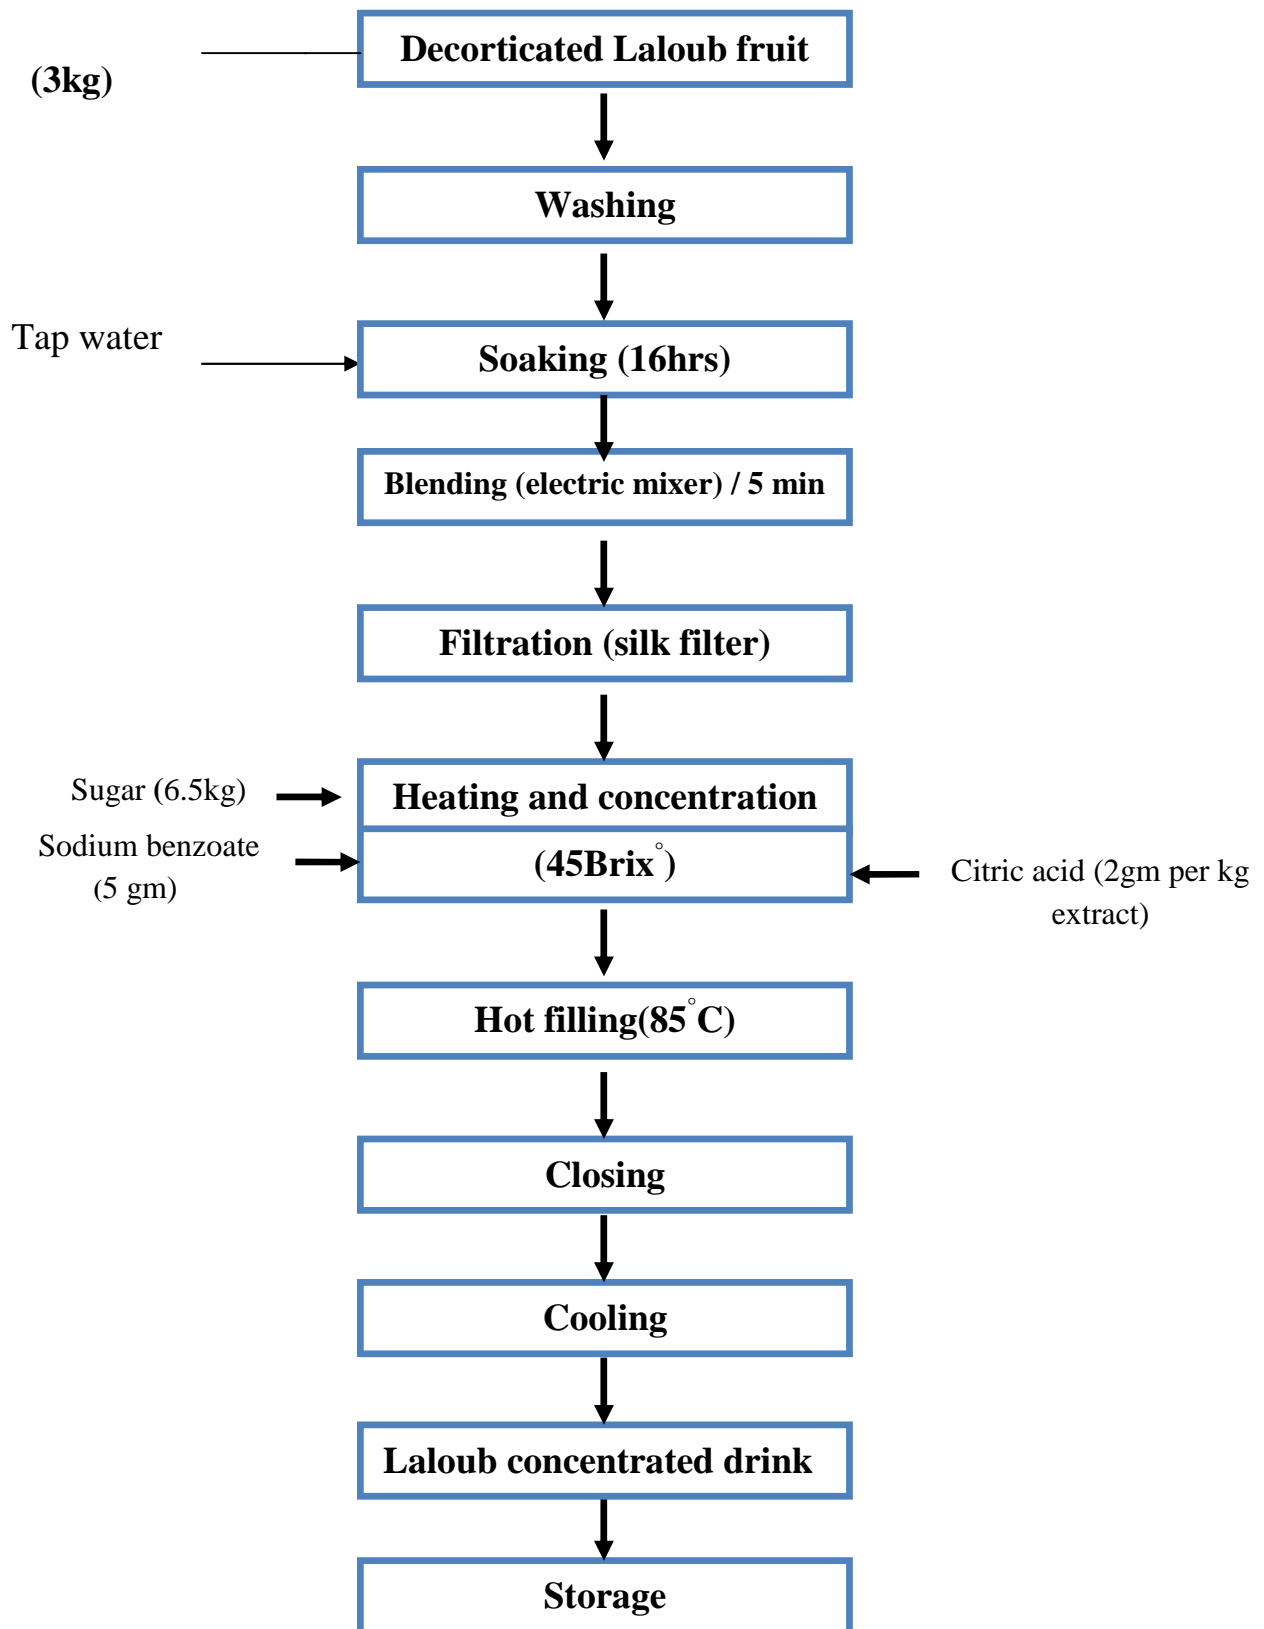 Decorticated Laloub fruit
(3kg)
Washing
Tap water
Soaking (16hrs)
Blending (electric mixer) / 5 min
Filtration (silk filter)
Sugar (6.5kg)
Heating and concentration
Sodium benzoate
(5 gm)
(45Brix°)
Citric acid (2gm per kg
extract)
Hot filling(85°C)
Closing
Cooling
Laloub concentrated drink
Storage